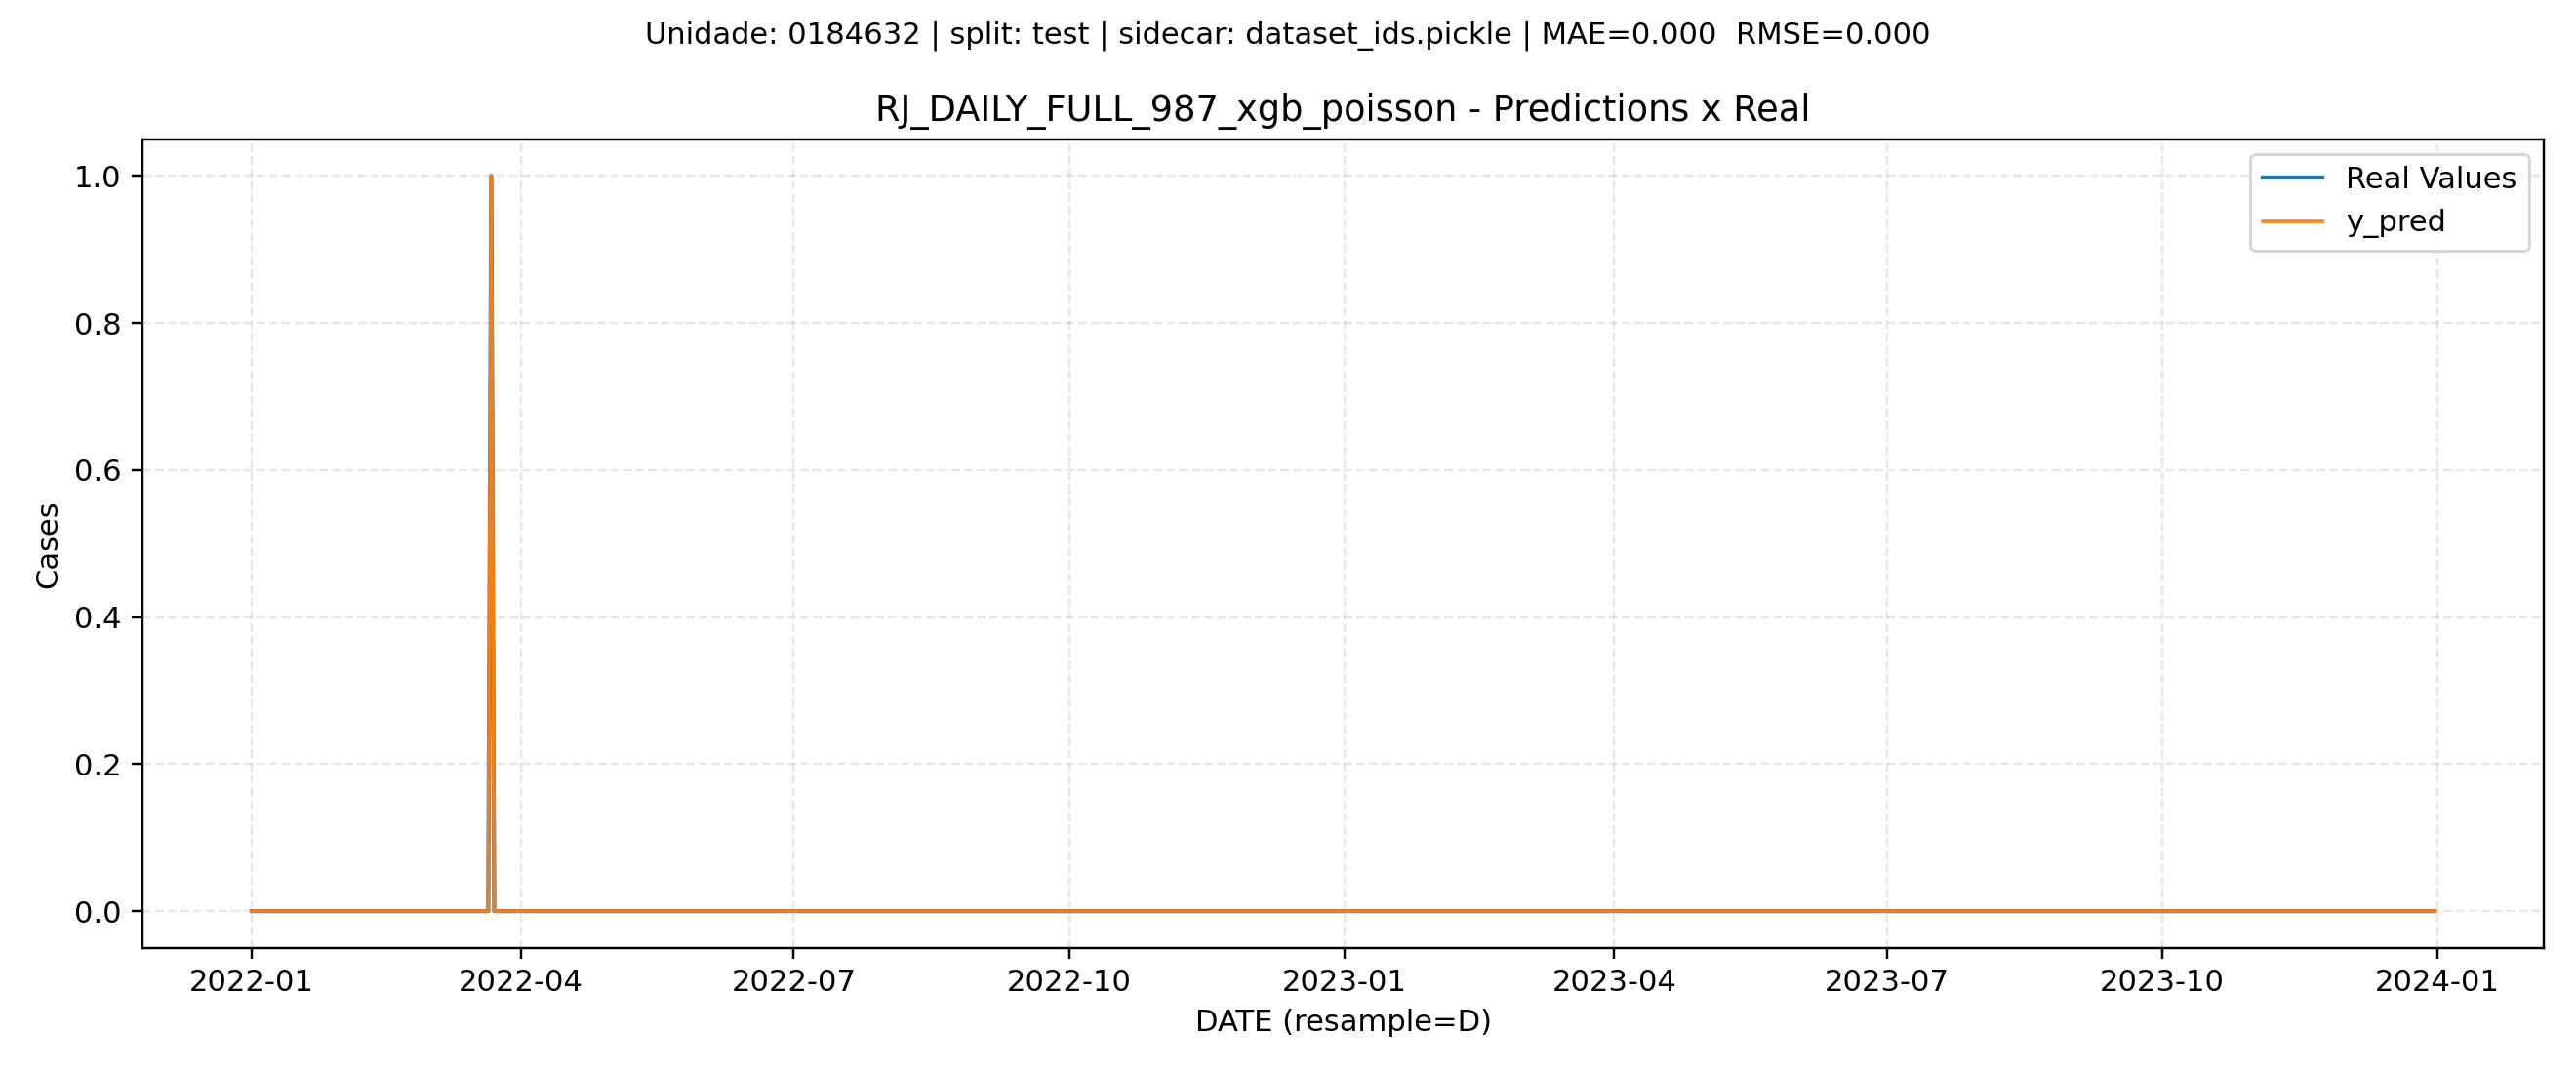 Unidade: 0184632 | split: test | sidecar: dataset_ids.pickle | MAE=0.000  RMSE=0.000
RJ_DAILY_FULL_987_xgb_poisson - Predictions x Real
Real Values
y_pred
1.0
0.8
0.6
0.4
0.2
0.0
Cases
2022-01
2022-04
2022-07
2022-10
2023-01
2023-04
2023-07
2023-10
2024-01
DATE (resample=D)